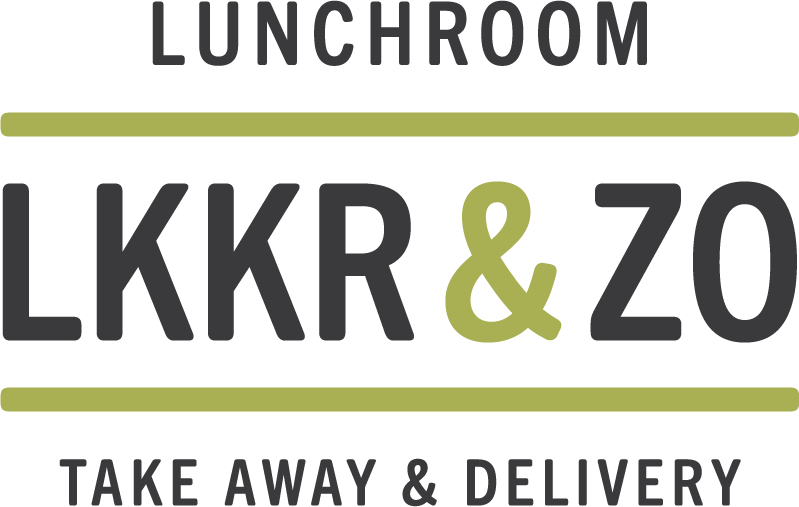 LUNCHROOM
LKKR & ZO
TAKE AWAY & DELIVERY